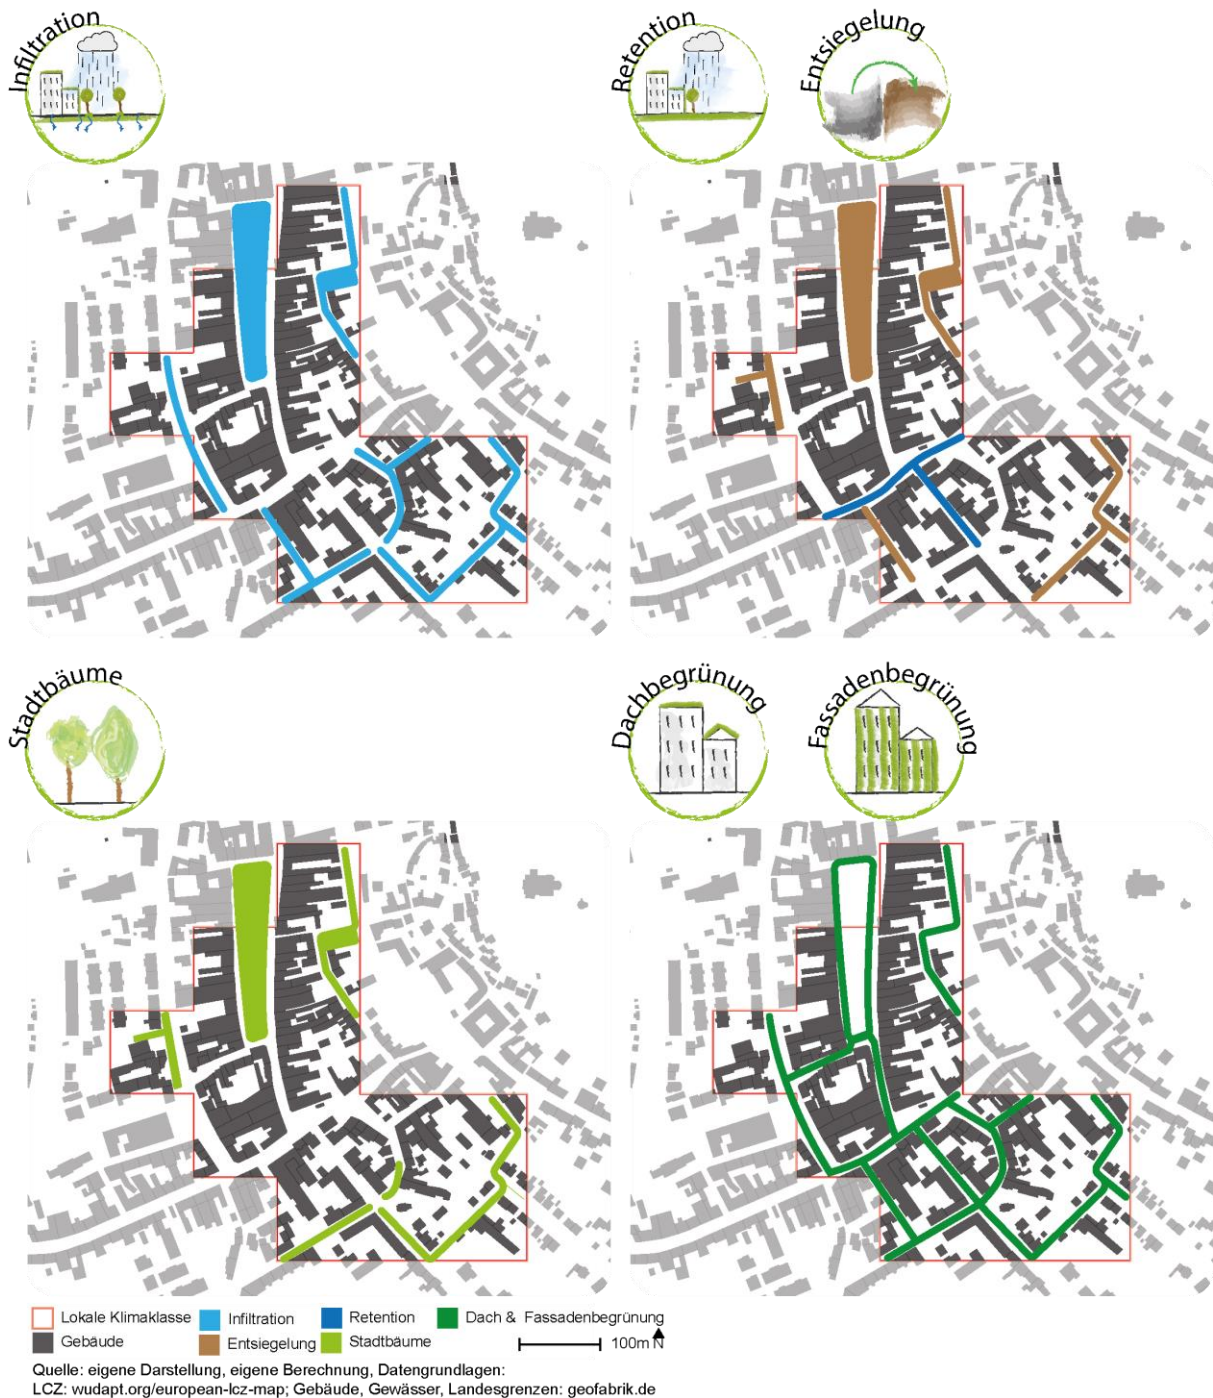 Infiltration
Retention
Entsiegelung
Stadtbäume
Dachbegrünung
Fassadenbegrünung
Lokale Klimaklasse
Infiltration
Retention
Dach & Fassadenbegrünung
Gebäude
Entsiegelung
Stadtbäume
100m N
Quelle: eigene Darstellung, eigene Berechnung, Datengrundlagen:
LCZ: wudapt.org/european-lcz-map; Gebäude, Gewässer, Landesgrenzen: geofabrik.de